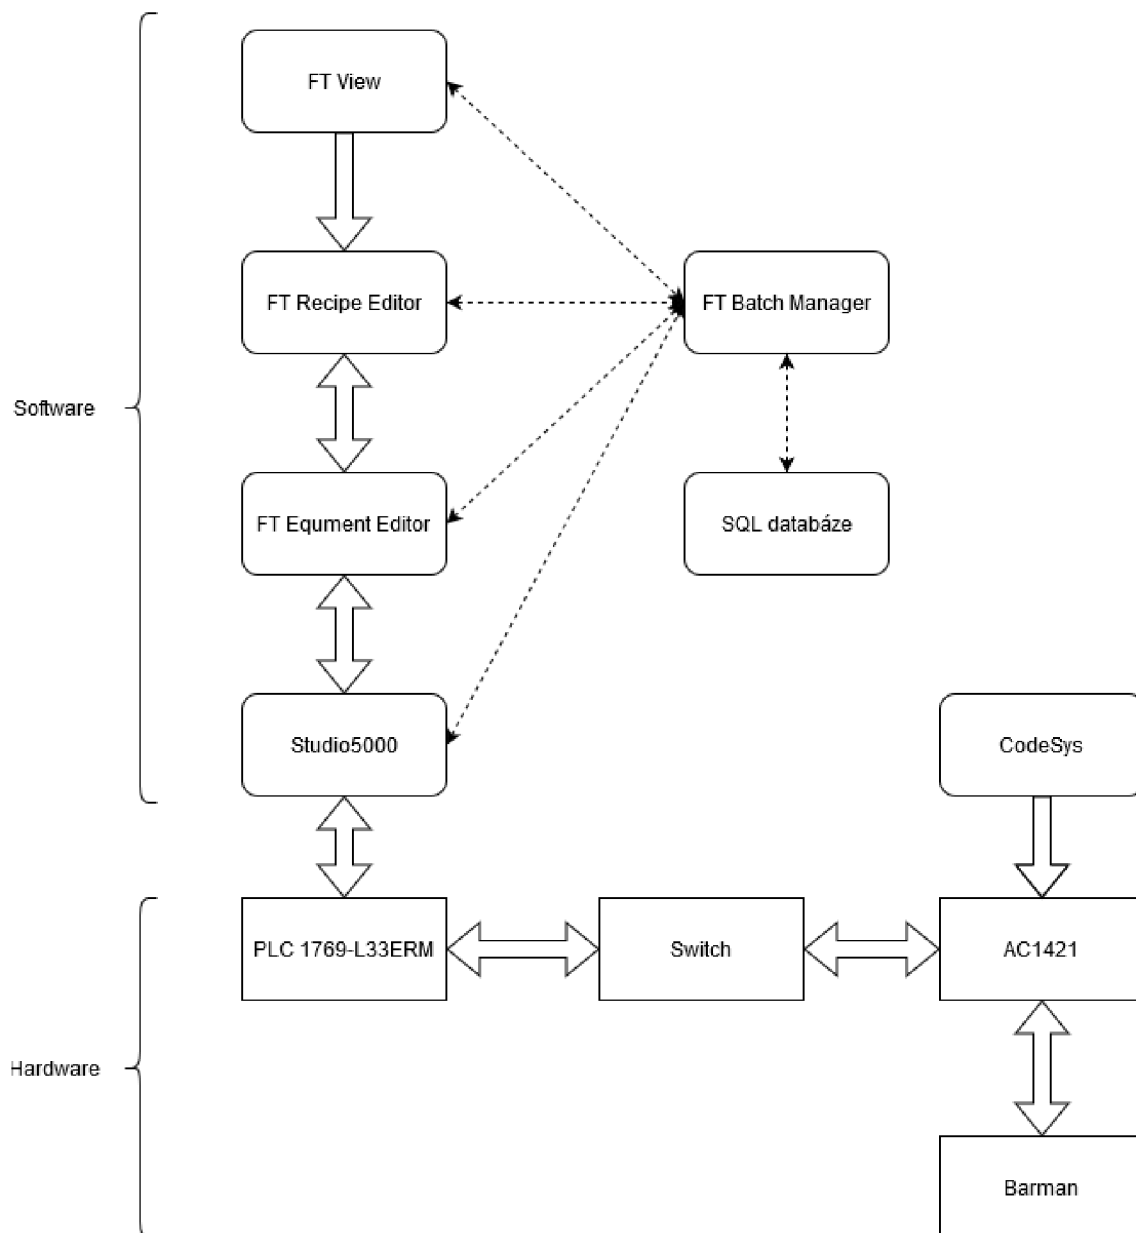 FT View
FT Recipe Editor
FT Batch Manager
Software
FT Equment Editor
SQL databáze
Studio5000
CodeSys
PLC 1769-L33ERM
Switch
AC1421
Hardware
Barman